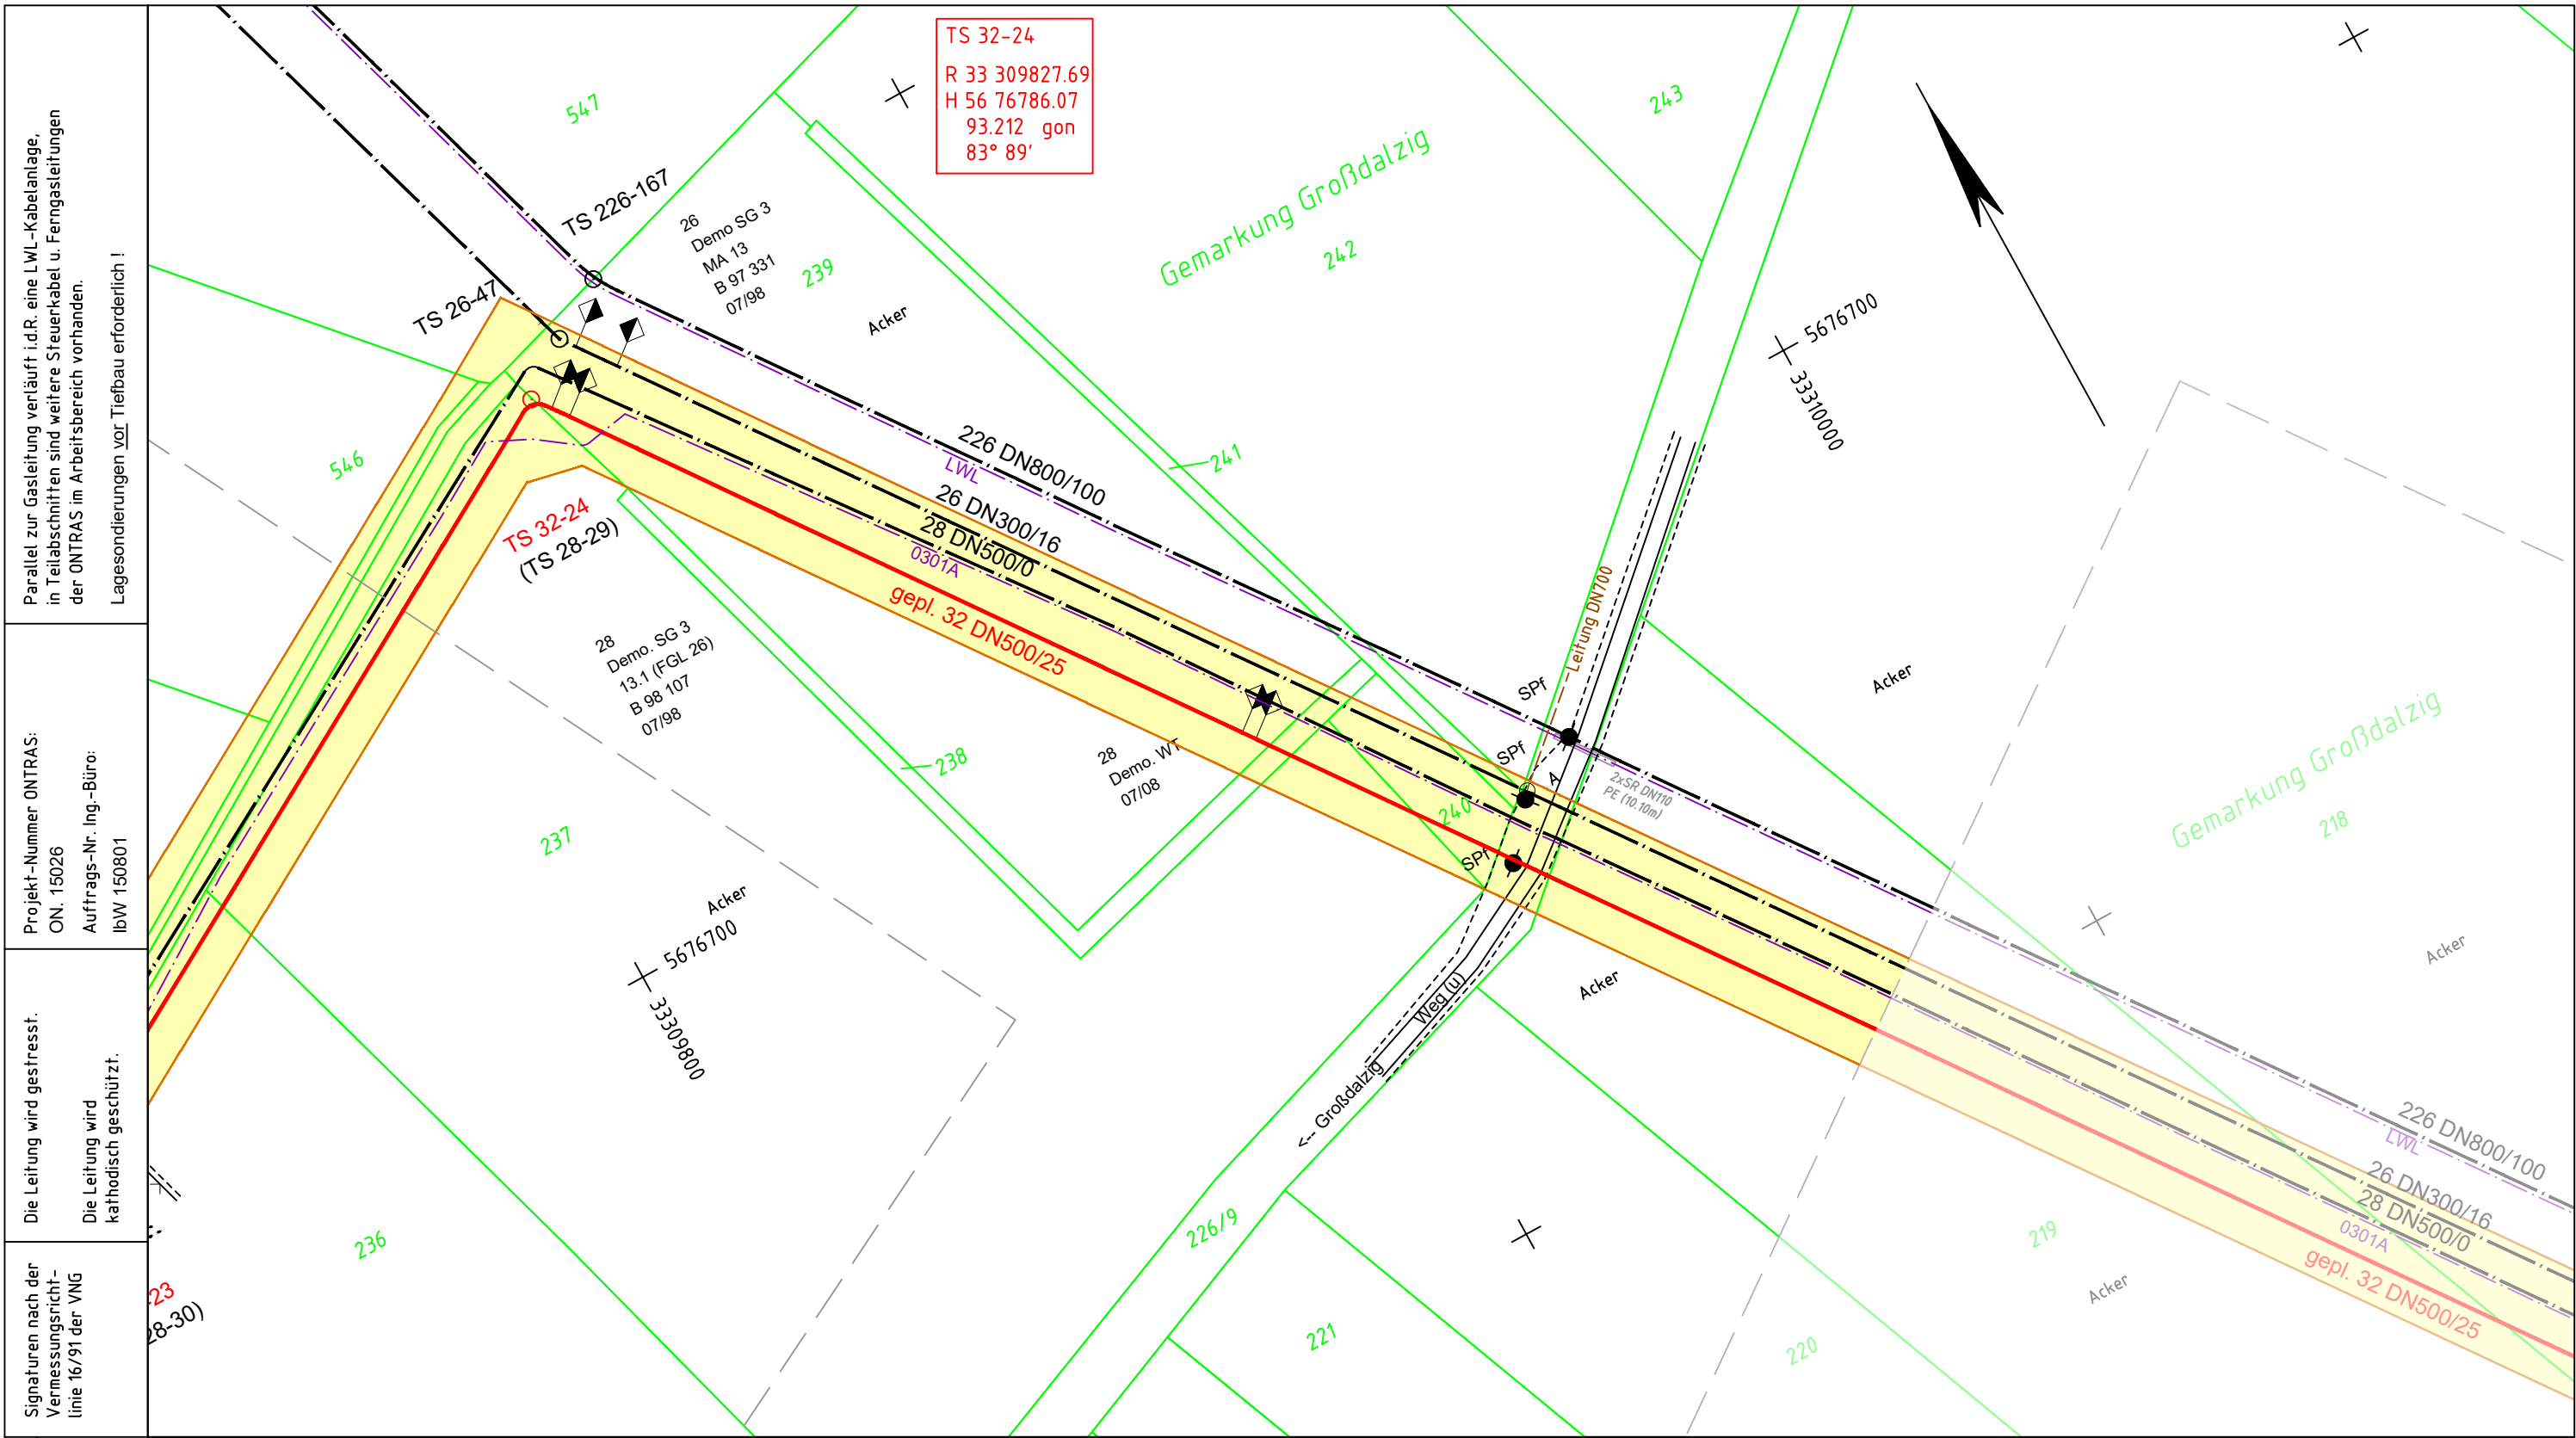 Parallel zur Gasleitung verläuft i.d.R. eine LWL-Kabelanlage,
in Teilabschnitten sind weitere Steuerkabel u. Ferngasleitungen
der ONTRAS im Arbeitsbereich vorhanden.
Lagesondierungen vor Tiefbau erforderlich !
Projekt-Nummer ONTRAS:
ON. 15026
Auftrags-Nr. Ing.-Büro:
IbW 150801
Die Leitung wird gestresst.
Die Leitung wird
kathodisch geschützt.
Signaturen nach der
Vermessungsricht-
linie 16/91 der VNG
TS 32-24
R 33 309827.69
H 56 76786.07
93.212 gon
83° 89'
547
243
TS 226-167
26
Demo SG 3
MA 13
B 97 331
07/98
239
Gemarkung Großdalzig
242
Acker
TS 26-47
5676700
33310000
546
241
226 DN800/100
LWL
26 DN300/16
28 DN500/0
0301A
gepl. 32 DN500/25
TS 32-24
(TS 28-29)
Leitung DN700
28
Demo. SG 3
13.1 (FGL 26)
B 98 107
07/98
Acker
SPf
SPf
SPf
A
2xSR DN110
PE (10.10m)
28
Demo. WT
07/08
238
240
237
Gemarkung Großdalzig
218
Acker
5676700
33309800
Acker
Acker
Weg (u)
<-- Großdalzig
226/9
236
221
219
220
Acker
226 DN800/100
LWL
26 DN300/16
28 DN500/0
0301A
gepl. 32 DN500/25
-23
28-30)